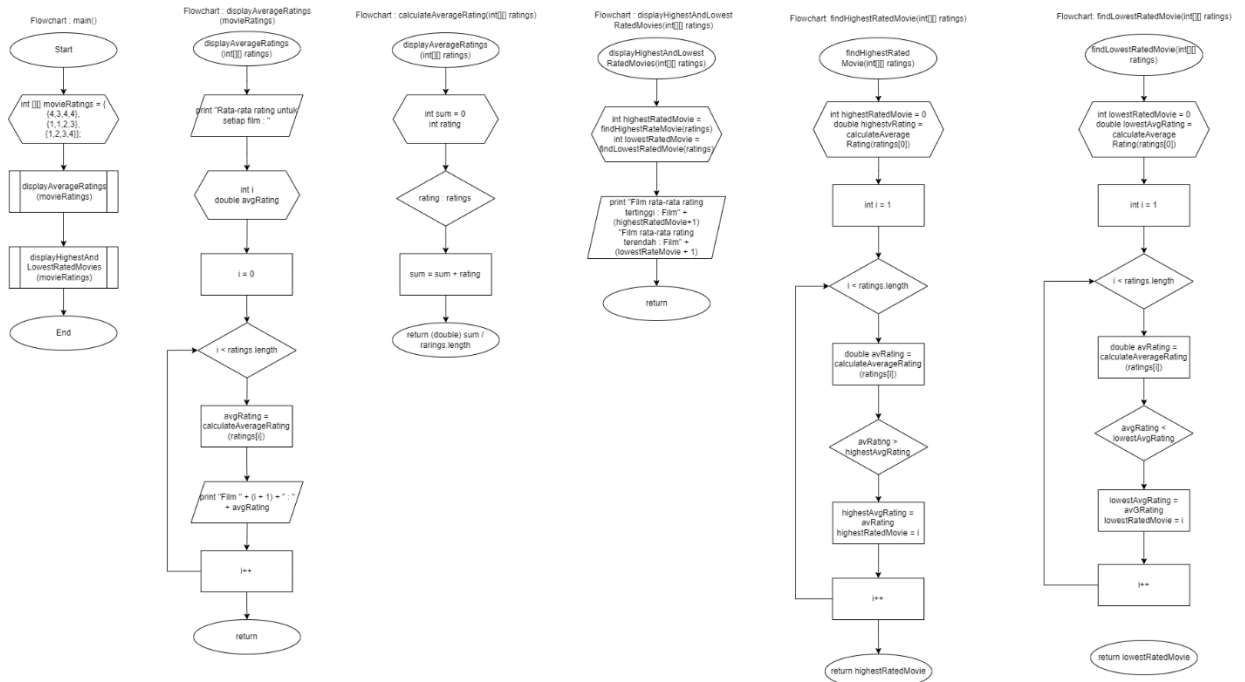 Flowchart : main()
Start
int [][] movieRatings = {
{4,3,4,4},
{1,1,2,3},
{1,2,3,4}};
displayAverageRatings
(movieRatings)
displayHighestAnd
LowestRatedMovies
(movieRatings)
End
Flowchart : displayAverageRatings
(movieRatings)
displayAverageRatings
(int[][] ratings)
print "Rata-rata rating untuk
setiap film : "
int i
double avgRating
i = 0
i < ratings.length
avgRating =
calculateAverageRating
(ratings[i])
print "Film " + (i + 1) + " : "
+ avgRating
i++
return
Flowchart : calculateAverageRating(int[][] ratings)
displayAverageRatings
(int[][] ratings)
int sum = 0
int rating
rating : ratings
sum = sum + rating
return (double) sum /
rarings.length
Flowchart : displayHighestAndLowest
RatedMovies(int[][] ratings)
displayHighestAndLowest
RatedMovies(int[][] ratings)
int highestRatedMovie =
findHighestRateMovie(ratings)
int lowestRatedMovie =
findLowestRatedMovie(ratings)
print "Film rata-rata rating
tertinggi : Film" +
(highestRatedMovie+1)
"Film rata-rata rating
terendah : Film" +
(lowestRateMovie + 1)
return
Flowchart: findHighestRatedMovie(int[][] ratings)
findHighestRated
Movie(int[][] ratings)
int highestRatedMovie = 0
double highestvRating =
calculateAverage
Rating(ratings[0])
int i = 1
i < ratings.length
double avRating =
calculateAverageRating
(ratings[i])
avRating >
highestAvgRating
highestAvgRating =
avRating
highestRatedMovie = i
i++
return highestRatedMovie
Flowchart: findLowestRatedMovie(int[][] ratings)
findLowestRatedMovie(int[][]
ratings)
int lowestRatedMovie = 0
double lowestAvgRating =
calculateAverage
Rating(ratings[0])
int i = 1
i < ratings.length
double avRating =
calculateAverageRating
(ratings[i])
avgRating <
lowestAvgRating
lowestAvgRating =
avGRating
lowestRatedMovie = i
i++
return lowestRatedMovie